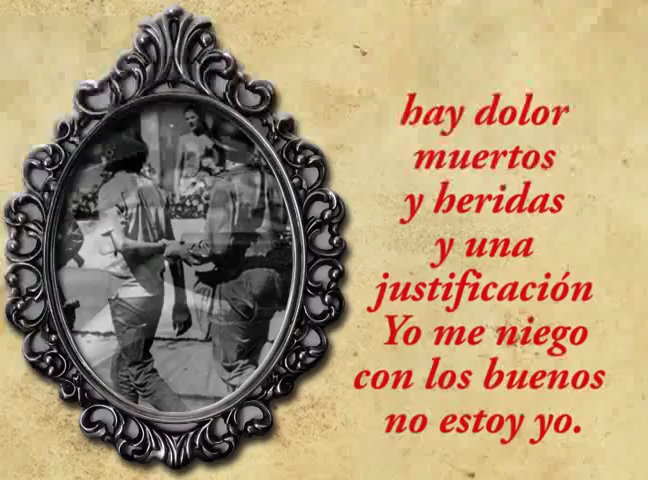 hay dolor
muertos
y heridas
y una
justificación
Yo me niego
con los buenos
no estoy yo.